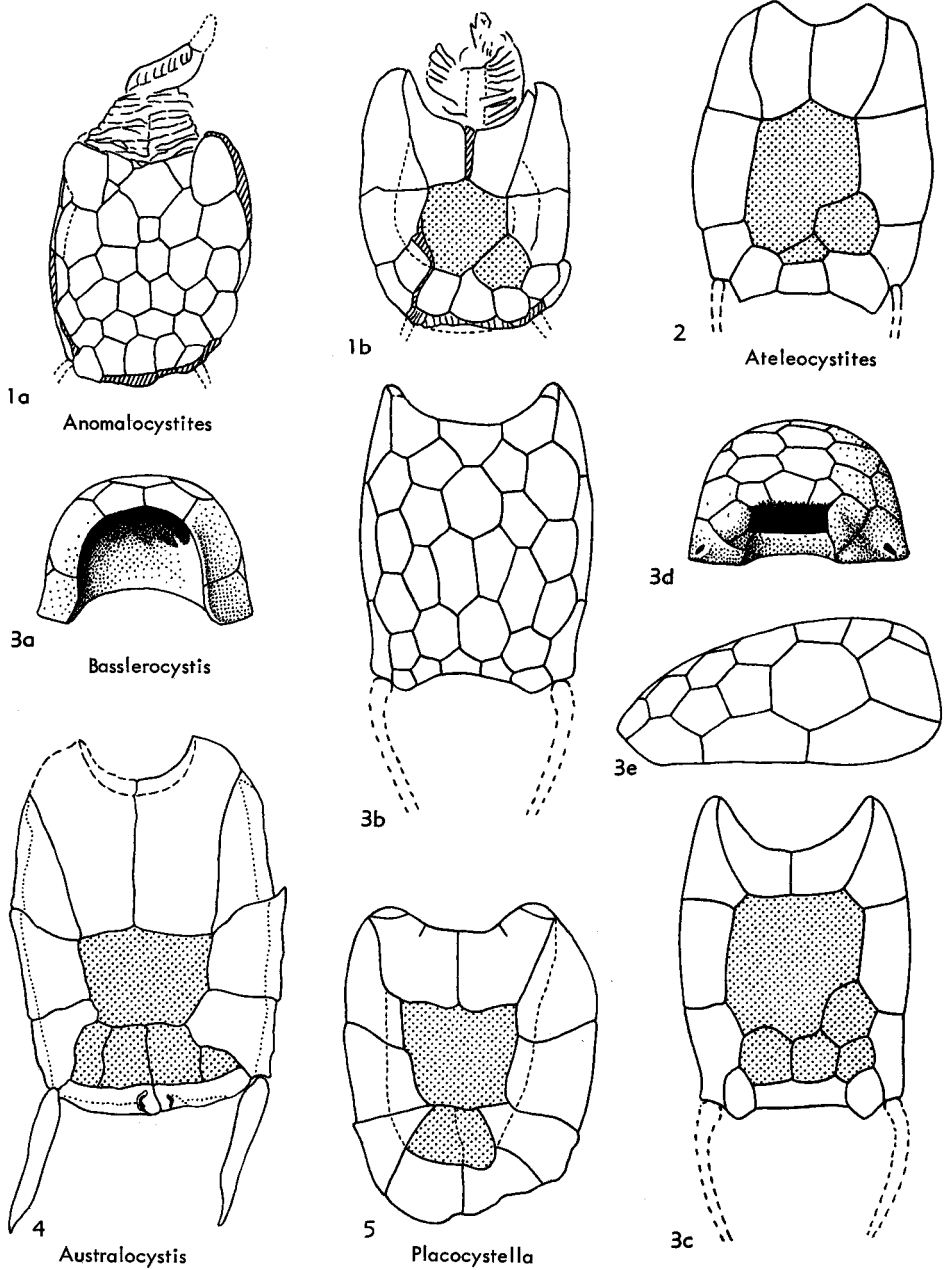 1a
Anomalocystites
1b
2
Ateleocystites
3a
Basslerocystis
3b
3d
3e
4
Australocystis
5
Placocystella
3c